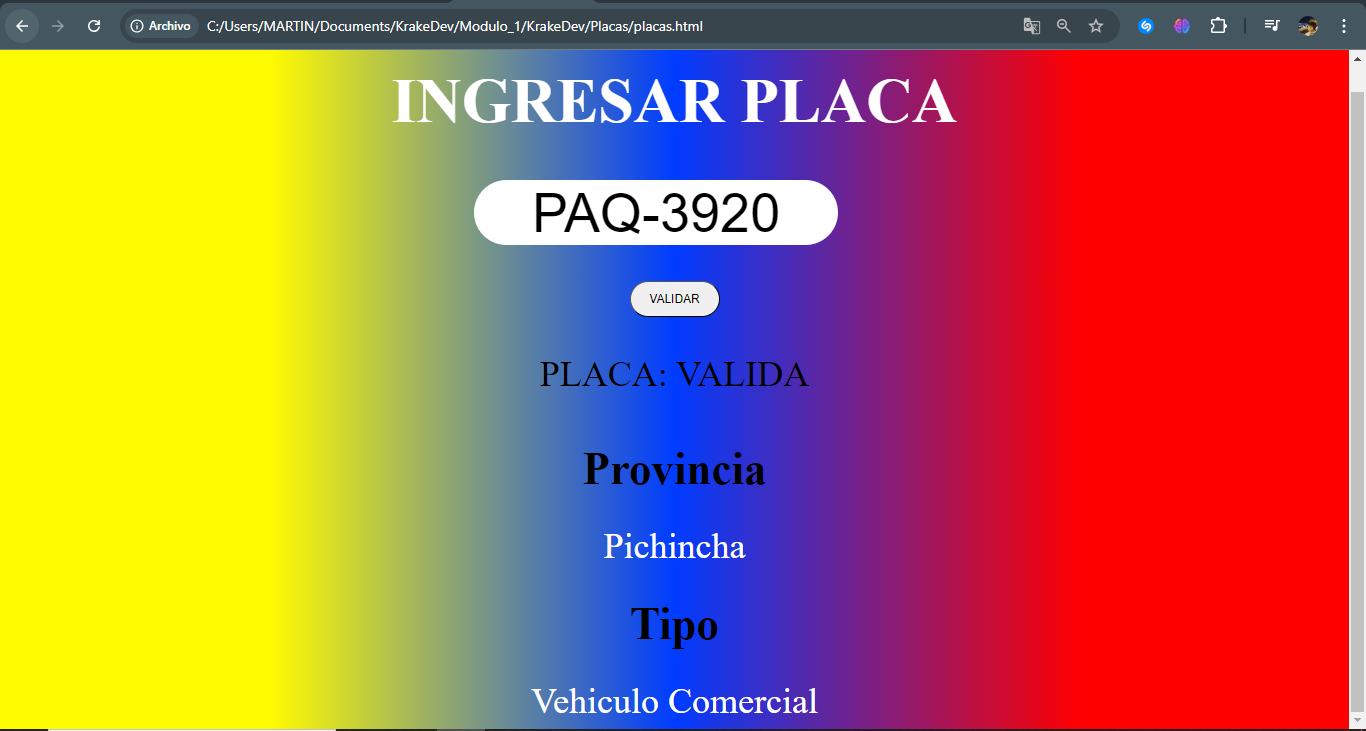 Archivo C:/Users/MARTIN/Documents/KrakeDev/Modulo_1/KrakeDev/Placas/placas.html
INGRESAR PLACA
PAQ-3920
VALIDAR
PLACA: VALIDA
Provincia
Pichincha
Tipo
Vehiculo Comercial